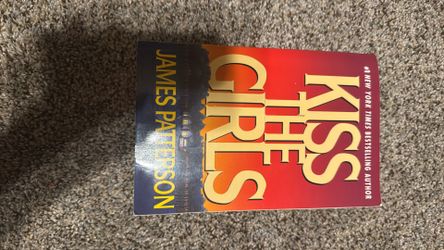 #1 NEW YORK TIMES BESTSELLING AUTHOR
KISS
THE
GIRLS
JAMES PATTERSON